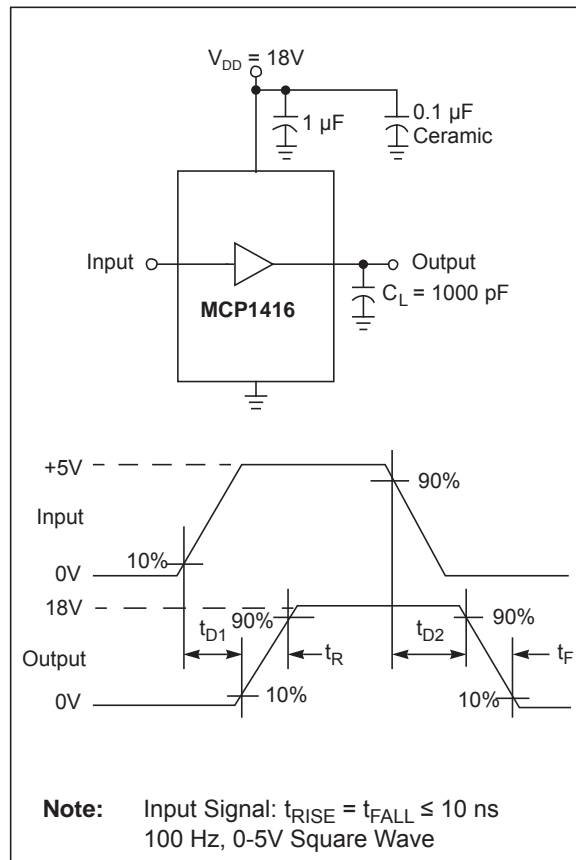 V_DD = 18V
1 µF
0.1 µF
Ceramic
Input
Output
C_L = 1000 pF
MCP1416
+5V
90%
Input
10%
0V
18V
t_D1
90%
t_R
t_D2
90%
t_F
Output
10%
10%
0V
Note: Input Signal: t_RISE = t_FALL ≤ 10 ns
100 Hz, 0-5V Square Wave